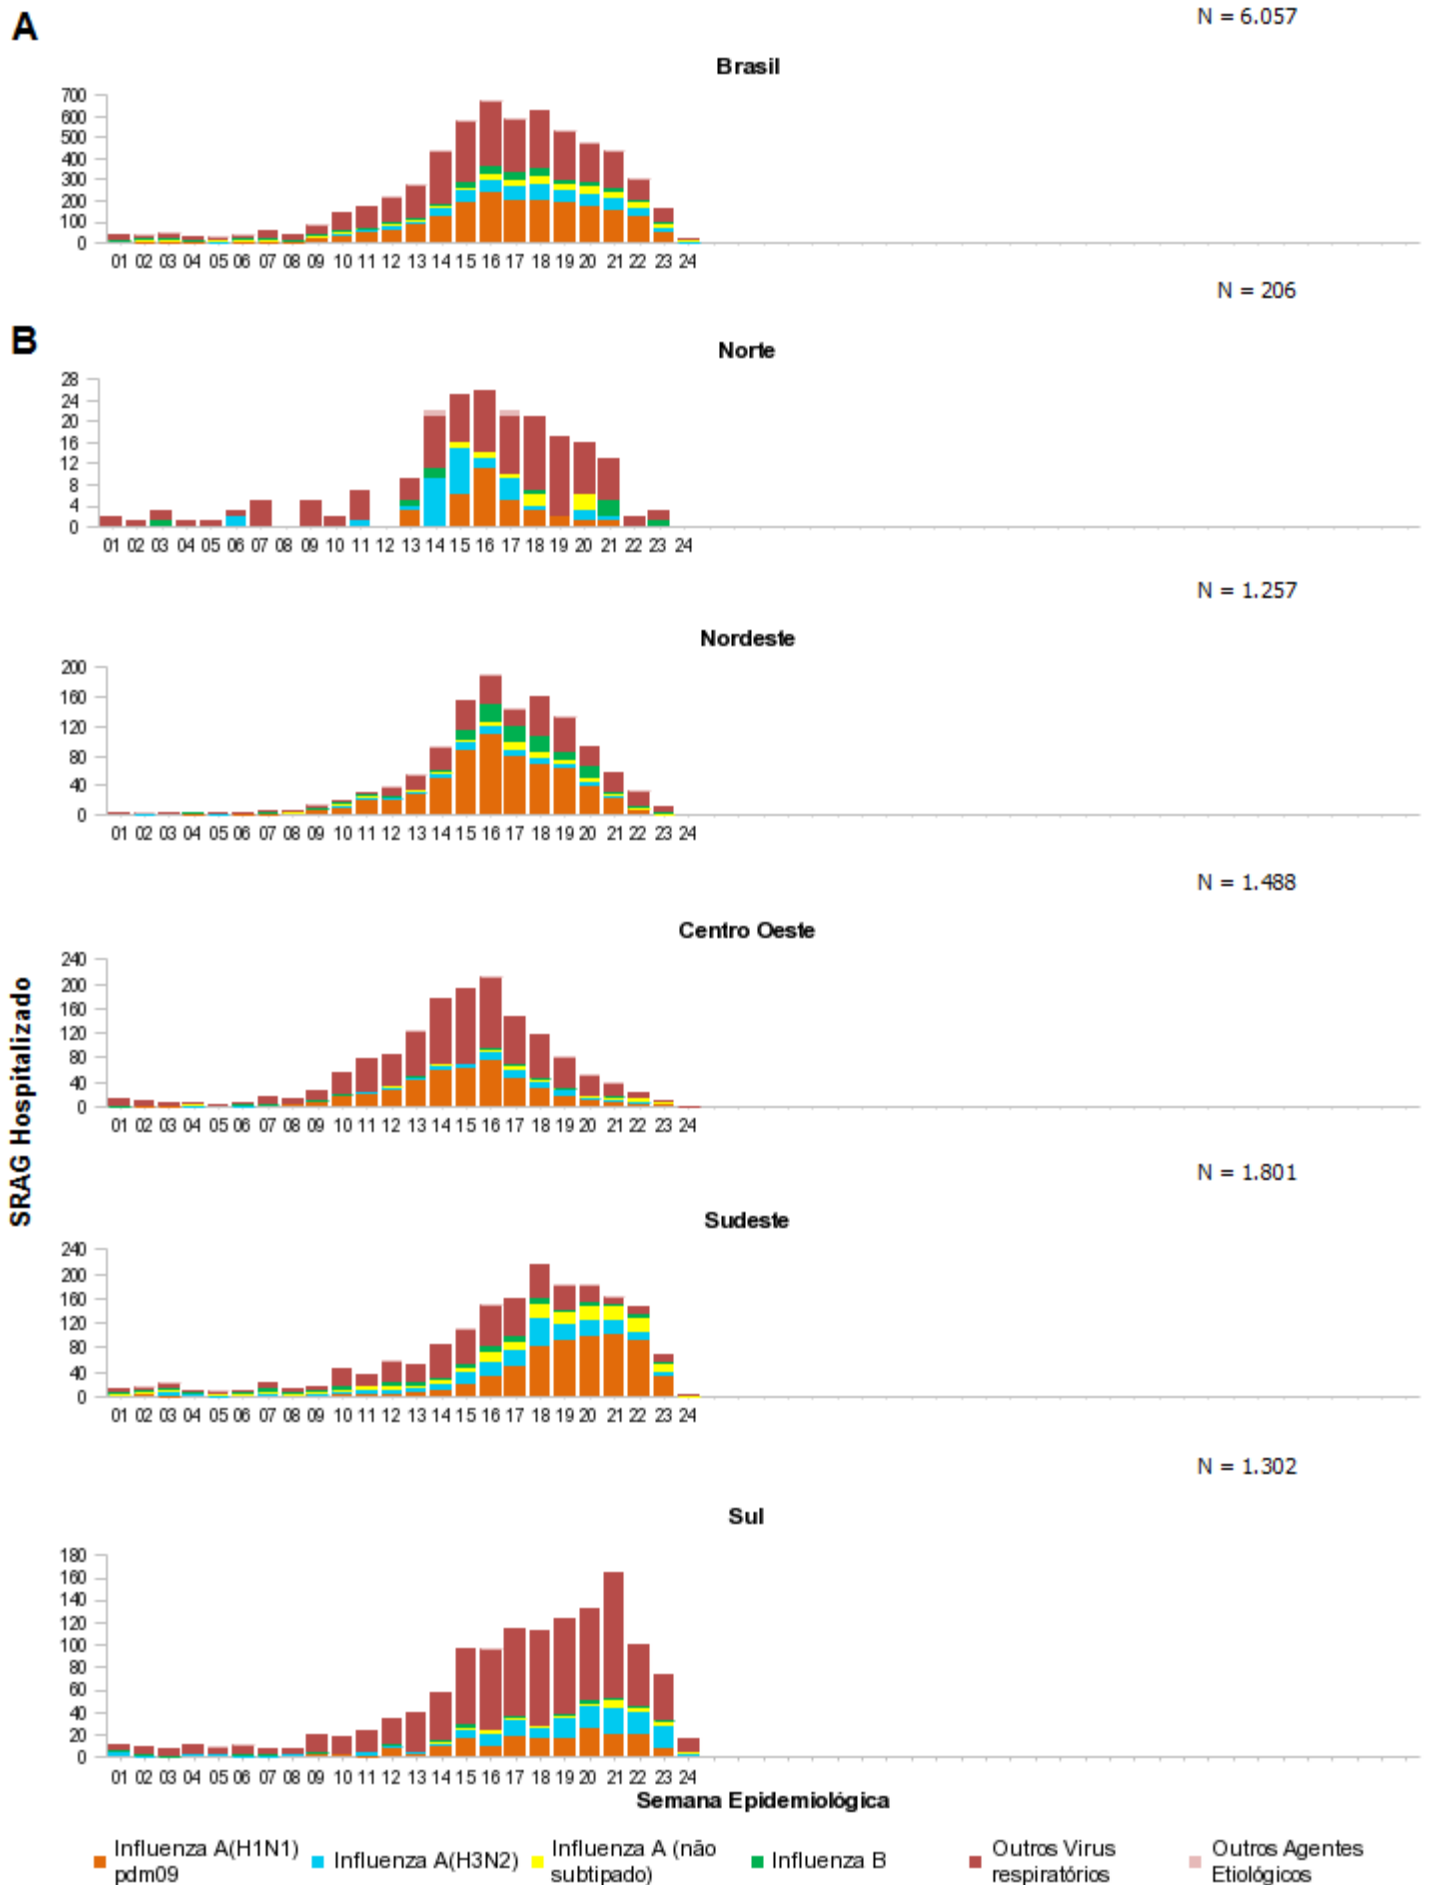 A
N = 6.057
Brasil
700
600
500
400
300
200
100
0
01 02 03 04 05 06 07 08 09 10 11 12 13 14 15 16 17 18 19 20 21 22 23 24
N = 206
B
Norte
28
24
20
16
12
8
4
0
01 02 03 04 05 06 07 08 09 10 11 12 13 14 15 16 17 18 19 20 21 22 23 24
N = 1.257
Nordeste
200
160
120
80
40
0
01 02 03 04 05 06 07 08 09 10 11 12 13 14 15 16 17 18 19 20 21 22 23 24
N = 1.488
Centro Oeste
240
200
160
120
80
40
0
01 02 03 04 05 06 07 08 09 10 11 12 13 14 15 16 17 18 19 20 21 22 23 24
SRAG Hospitalizado
N = 1.801
Sudeste
240
200
160
120
80
40
0
01 02 03 04 05 06 07 08 09 10 11 12 13 14 15 16 17 18 19 20 21 22 23 24
N = 1.302
Sul
180
160
140
120
100
80
60
40
20
0
01 02 03 04 05 06 07 08 09 10 11 12 13 14 15 16 17 18 19 20 21 22 23 24
Semana Epidemiológica
Influenza A(H1N1)
pdm09
Influenza A(H3N2)
Influenza A (não
subtipado)
Influenza B
Outros Virus
respiratórios
Outros Agentes
Etiológicos